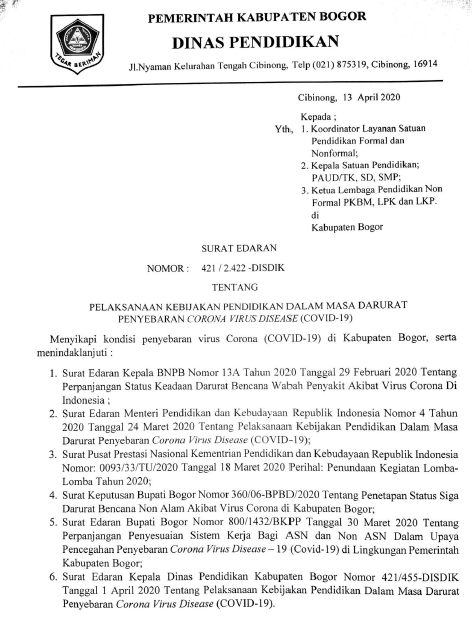 PEMERINTAH KABUPATEN BOGOR
DINAS PENDIDIKAN
Jl.Nyaman Kelurahan Tengah Cibinong, Telp (021) 875319, Cibinong, 16914
TEGAR BERIMAN
Cibinong, 13 April 2020
Kepada ;
Yth, 1. Koordinator Layanan Satuan
Pendidikan Formal dan
Nonformal;
2. Kepala Satuan Pendidikan;
PAUD/TK, SD, SMP;
3. Ketua Lembaga Pendidikan Non
Formal PKBM, LPK dan LKP.
di
Kabupaten Bogor
SURAT EDARAN
NOMOR : 421 / 2.422 -DISDIK
TENTANG
PELAKSANAAN KEBIJAKAN PENDIDIKAN DALAM MASA DARURAT
PENYEBARAN CORONA VIRUS DISEASE (COVID-19)
Menyikapi kondisi penyebaran virus Corona (COVID-19) di Kabupaten Bogor, serta
menindaklanjuti :
1. Surat Edaran Kepala BNPB Nomor 13A Tahun 2020 Tanggal 29 Februari 2020 Tentang
Perpanjangan Status Keadaan Darurat Bencana Wabah Penyakit Akibat Virus Corona Di
Indonesia ;
2. Surat Edaran Menteri Pendidikan dan Kebudayaan Republik Indonesia Nomor 4 Tahun
2020 Tanggal 24 Maret 2020 Tentang Pelaksanaan Kebijakan Pendidikan Dalam Masa
Darurat Penyebaran Corona Virus Disease (COVID-19);
3. Surat Pusat Prestasi Nasional Kementrian Pendidikan dan Kebudayaan Republik Indonesia
Nomor: 0093/33/TU/2020 Tanggal 18 Maret 2020 Perihal: Penundaan Kegiatan Lomba-
Lomba Tahun 2020;
4. Surat Keputusan Bupati Bogor Nomor 360/06-BPBD/2020 Tentang Penetapan Status Siga
Darurat Bencana Non Alam Akibat Virus Corona di Kabupaten Bogor;
5. Surat Edaran Bupati Bogor Nomor 800/1432/BKPP Tanggal 30 Maret 2020 Tentang
Perpanjangan Penyesuaian Sistem Kerja Bagi ASN dan Non ASN Dalam Upaya
Pencegahan Penyebaran Corona Virus Disease – 19 (Covid-19) di Lingkungan Pemerintah
Kabupaten Bogor;
6. Surat Edaran Kepala Dinas Pendidikan Kabupaten Bogor Nomor 421/455-DISDIK
Tanggal 1 April 2020 Tentang Pelaksanaan Kebijakan Pendidikan Dalam Masa Darurat
Penyebaran Corona Virus Disease (COVID-19).